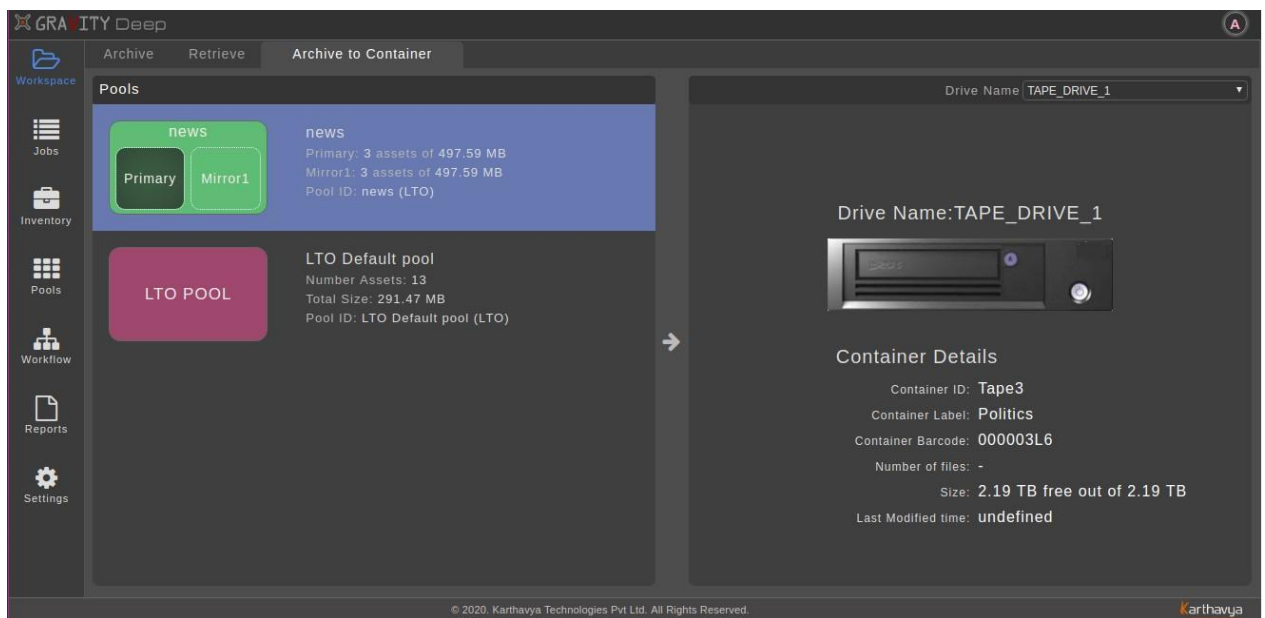 GRAVITY Deep
A
Workspace
Jobs
Inventory
Pools
Workflow
Reports
Settings
Archive Retrieve Archive to Container
Pools
news
Primary Mirror1
news
Primary: 3 assets of 497.59 MB
Mirror1: 3 assets of 497.59 MB
Pool ID: news (LTO)
LTO POOL
LTO Default pool
Number Assets: 13
Total Size: 291.47 MB
Pool ID: LTO Default pool (LTO)
Drive Name TAPE_DRIVE_1
Drive Name:TAPE_DRIVE_1
Container Details
Container ID: Tape3
Container Label: Politics
Container Barcode: 000003L6
Number of files: -
Size: 2.19 TB free out of 2.19 TB
Last Modified time: undefined
© 2020. Karthavya Technologies Pvt Ltd. All Rights Reserved.
Karthavya